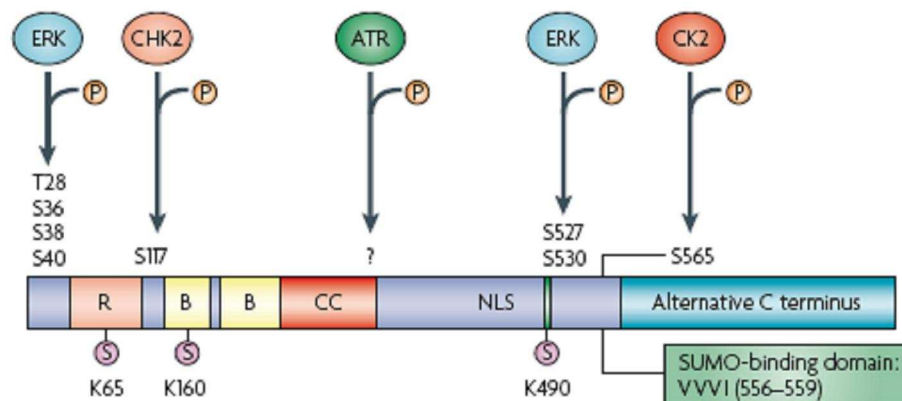 ERK CHK2 ATR ERK CK2
P P P P P
T28
S36
S38
S40
S117
?
S527
S530
S565
R B B CC NLS Alternative C terminus
S S S
K65 K160 K490
SUMO-binding domain:
VVVI (556–559)